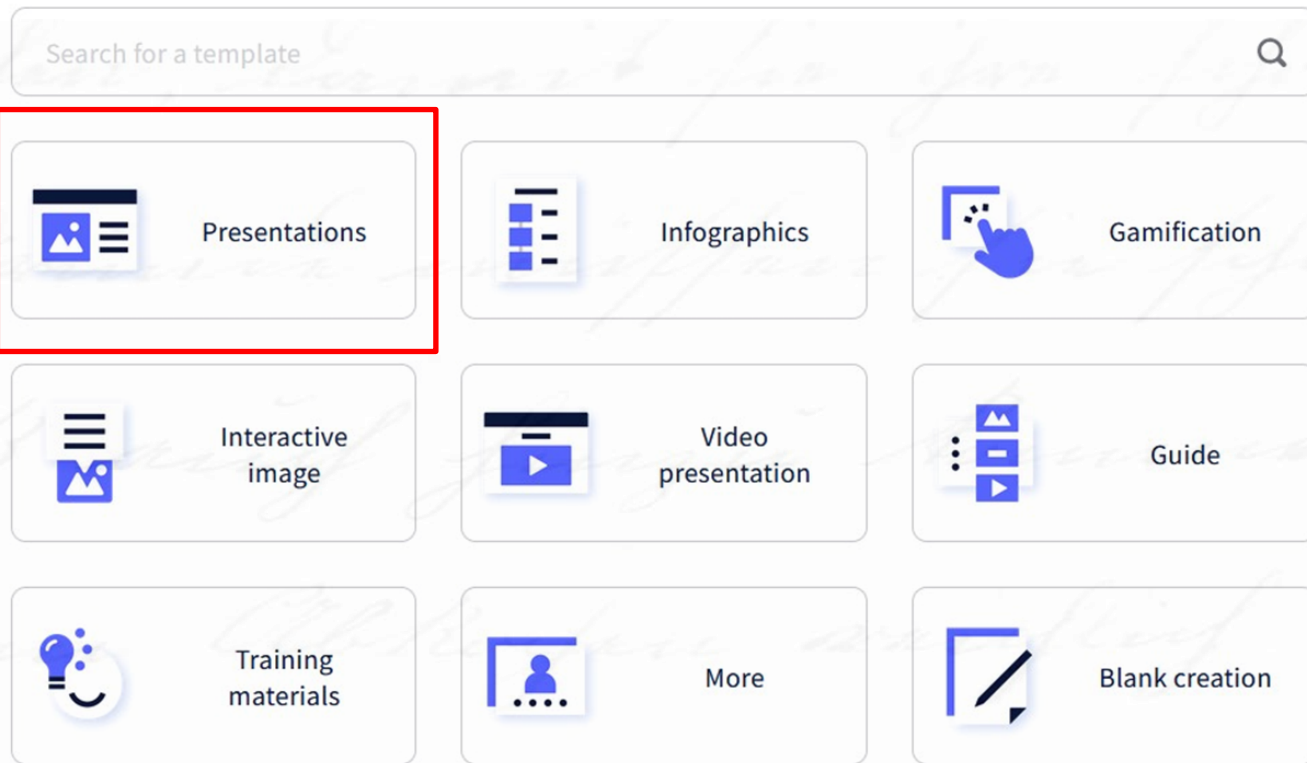 Search for a template
Presentations
Infographics
Gamification
Interactive
image
Video
presentation
Guide
Training
materials
More
Blank creation